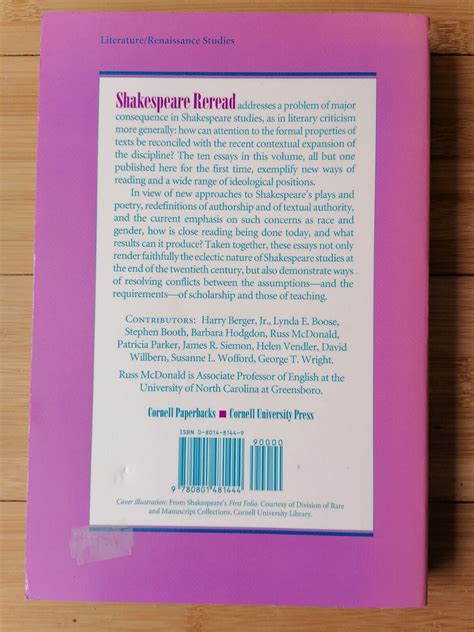 Literature/Renaissance Studies
Shakespeare Reread addresses a problem of major
consequence in Shakespeare studies, as in literary criticism
more generally: how can attention to the formal properties of
texts be reconciled with the recent contextual expansion of
the discipline? The ten essays in this volume, all but one
published here for the first time, exemplify new ways of
reading and a wide range of ideological positions.
In view of new approaches to Shakespeare's plays and
poetry, redefinitions of authorship and of textual authority,
and the current emphasis on such concerns as race and
gender, how is close reading being done today, and what
results can it produce? Taken together, these essays not only
render faithfully the eclectic nature of Shakespeare studies at
the end of the twentieth century, but also demonstrate ways
of resolving conflicts between the assumptions—and the
requirements—of scholarship and those of teaching.
CONTRIBUTORS: Harry Berger, Jr., Lynda E. Boose,
Stephen Booth, Barbara Hodgdon, Russ McDonald,
Patricia Parker, James R. Siemon, Helen Vendler, David
Willbern, Susanne L. Wofford, George T. Wright.
Russ McDonald is Associate Professor of English at the
University of North Carolina at Greensboro.
Cornell Paperbacks ■ Cornell University Press
ISBN 0-8014-8144-9
90000
9 780801 481444
Cover illustration: From Shakespeare's First Folio. Courtesy of Division of Rare
and Manuscript Collections, Cornell University Library.